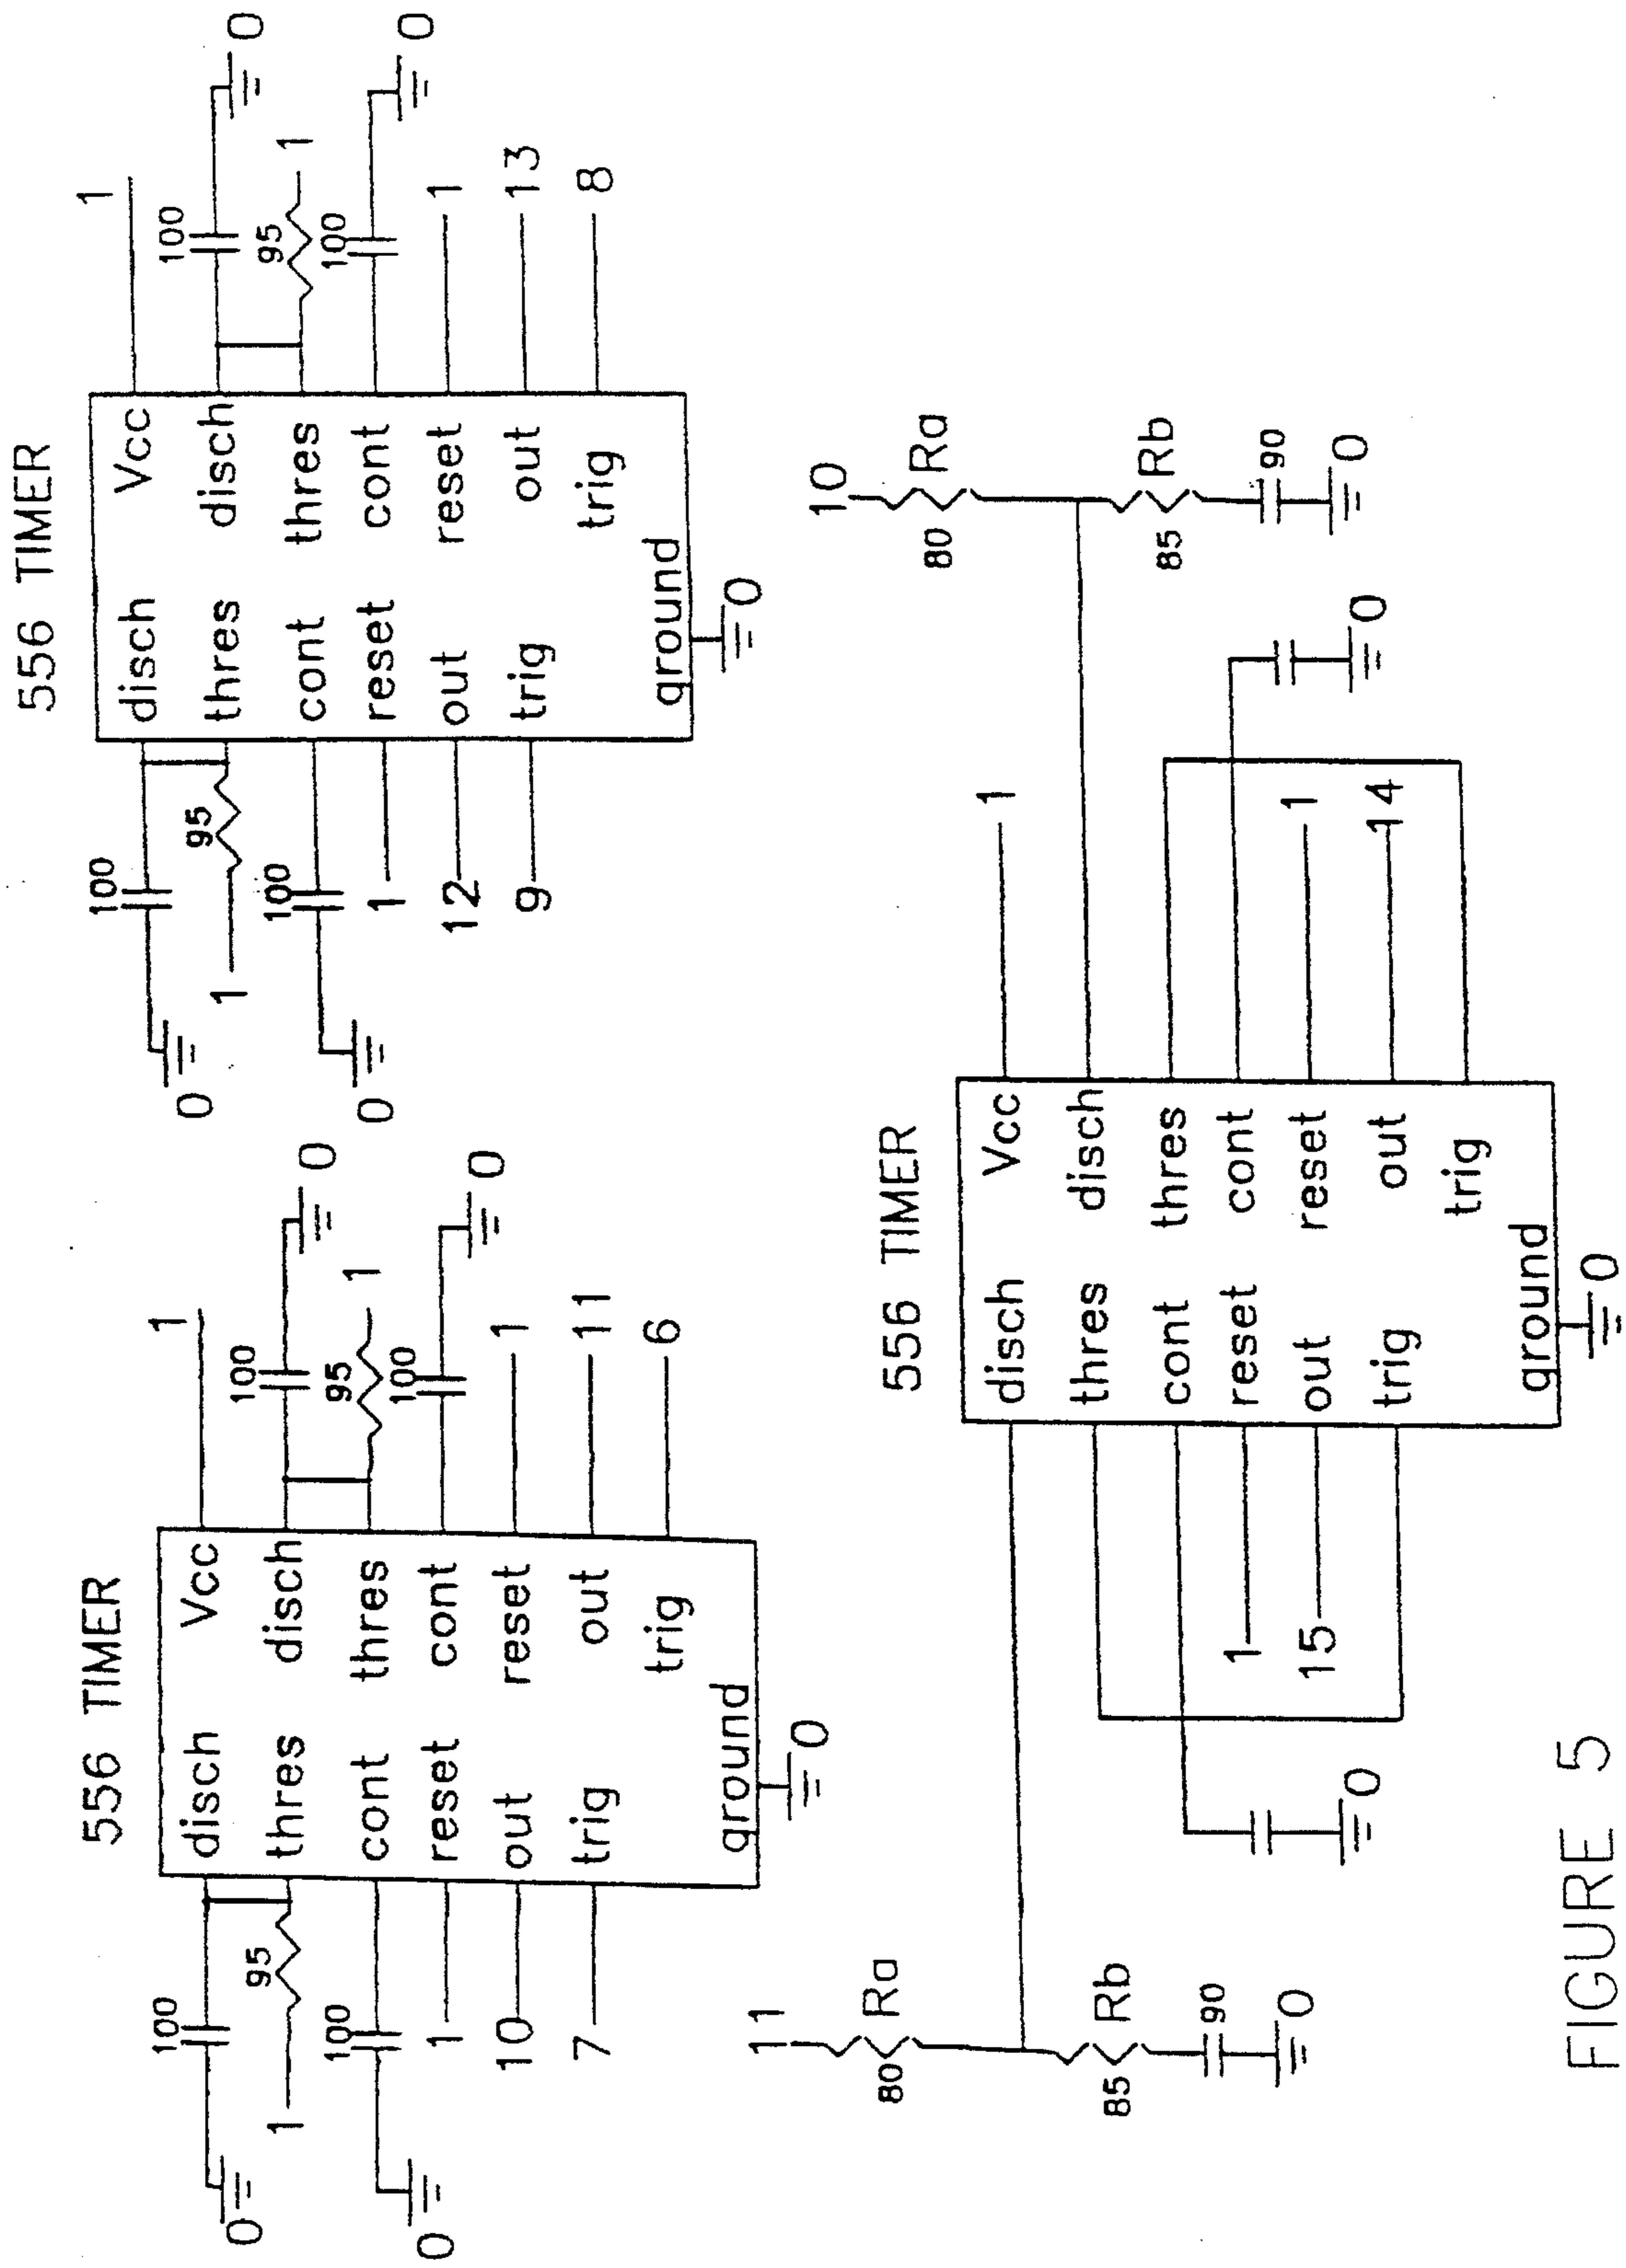 556 TIMER
disch Vcc
thres disch
cont thres
reset cont
out reset
trig out
trig
ground
1
100
0
95
1
100
0
1
10
7
100
0
95
1
100
0
1
11
6
0
556 TIMER
disch Vcc
thres disch
cont thres
reset cont
out reset
trig out
trig
ground
1
100
0
95
1
100
0
1
12
9
100
0
95
1
100
0
1
13
8
0
556 TIMER
disch Vcc
thres disch
cont thres
reset cont
out reset
trig out
trig
ground
1
11
80 Ra
85 Rb
90
0
0
1
15
10
80 Ra
85 Rb
90
0
0
1
14
0
FIGURE 5